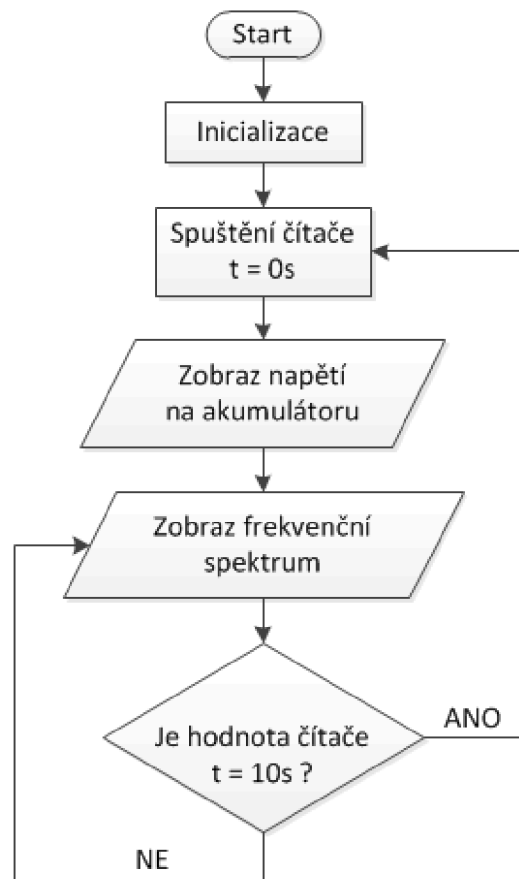 Start
Inicializace
Spuštění čítače
t = 0s
Zobraz napětí
na akumulátoru
Zobraz frekvenční
spektrum
Je hodnota čítače
t = 10s ?
ANO
NE